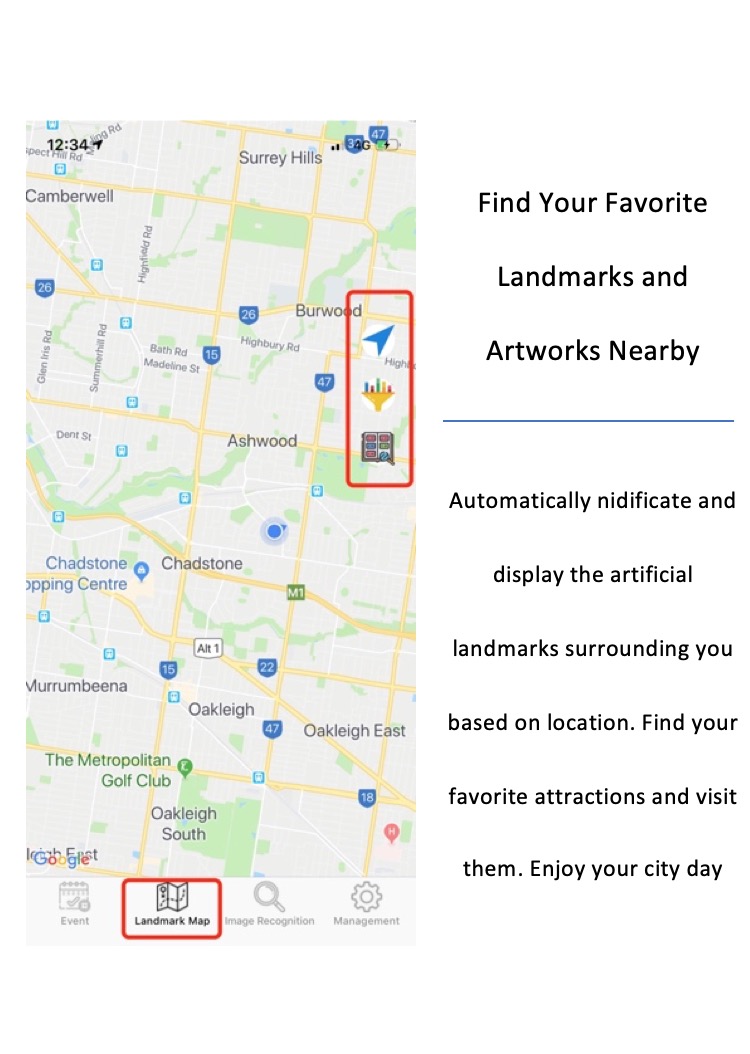 12:34
4G
47
Surrey Hills
Camberwell
Highfield Rd
26
26
Burwood
Glen Iris Rd
Summerhill Rd
Bath Rd
Madeline St
15
Highbury Rd
47
Dent St
Ashwood
Chadstone
opping Centre
Chadstone
M1
Alt 1
15
22
Murrumbeena
Oakleigh
47
Oakleigh East
The Metropolitan
Golf Club
18
Oakleigh
South
H
Google
Event
Landmark Map
Image Recognition
Management
Find Your Favorite
Landmarks and
Artworks Nearby
Automatically nidificate and
display the artificial
landmarks surrounding you
based on location. Find your
favorite attractions and visit
them. Enjoy your city day